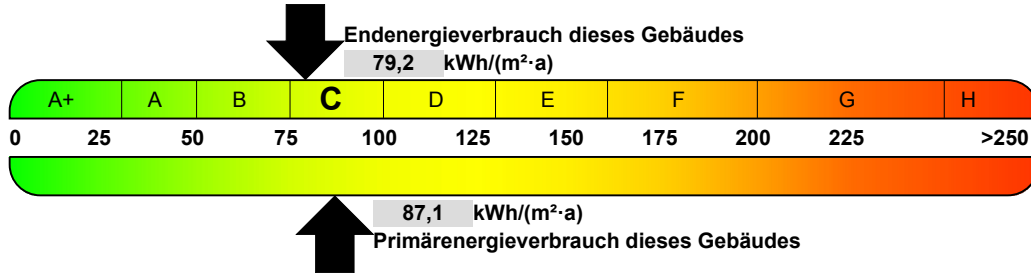 Endenergieverbrauch dieses Gebäudes
79,2 kWh/(m²·a)
A+ A B C D E F G H
0 25 50 75 100 125 150 175 200 225 >250
87,1 kWh/(m²·a)
Primärenergieverbrauch dieses Gebäudes